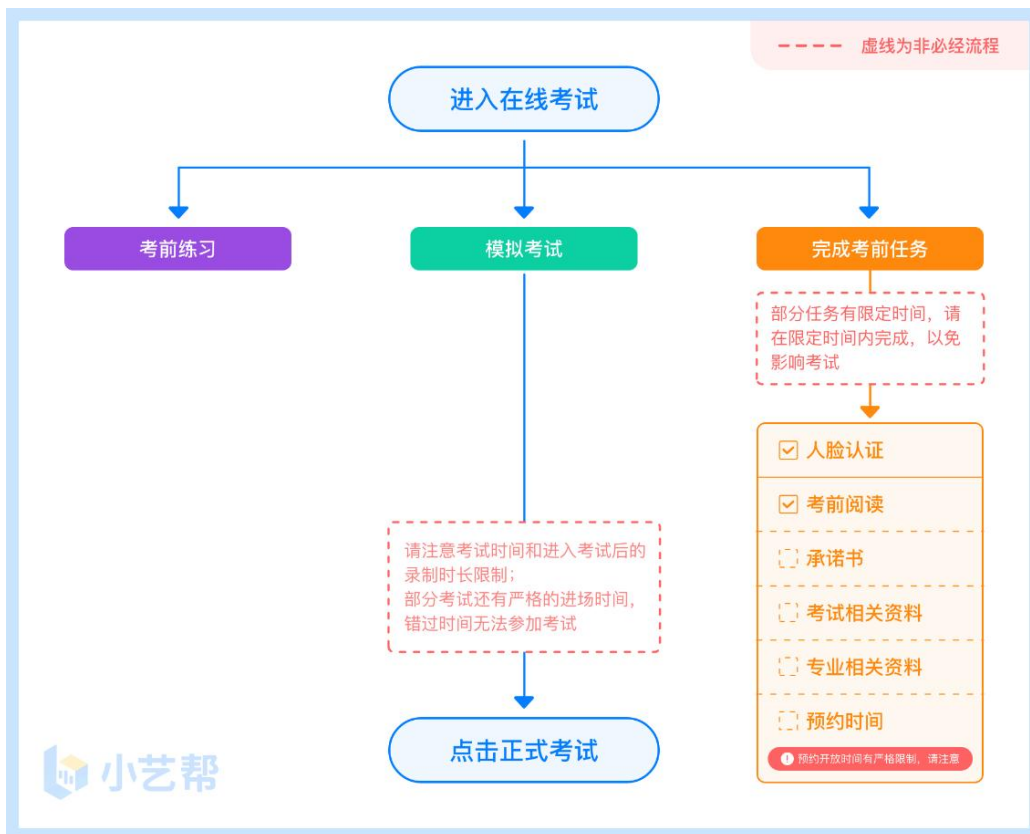 虚线为非必经流程
进入在线考试
考前练习
模拟考试
完成考前任务
部分任务有限定时间，请
在限定时间内完成，以免
影响考试
人脸认证
考前阅读
承诺书
考试相关资料
专业相关资料
预约时间
预约开放时间有严格限制，请注意
请注意考试时间和进入考试后的
录制时长限制；
部分考试还有严格的进场时间，
错过时间无法参加考试
点击正式考试
小艺帮